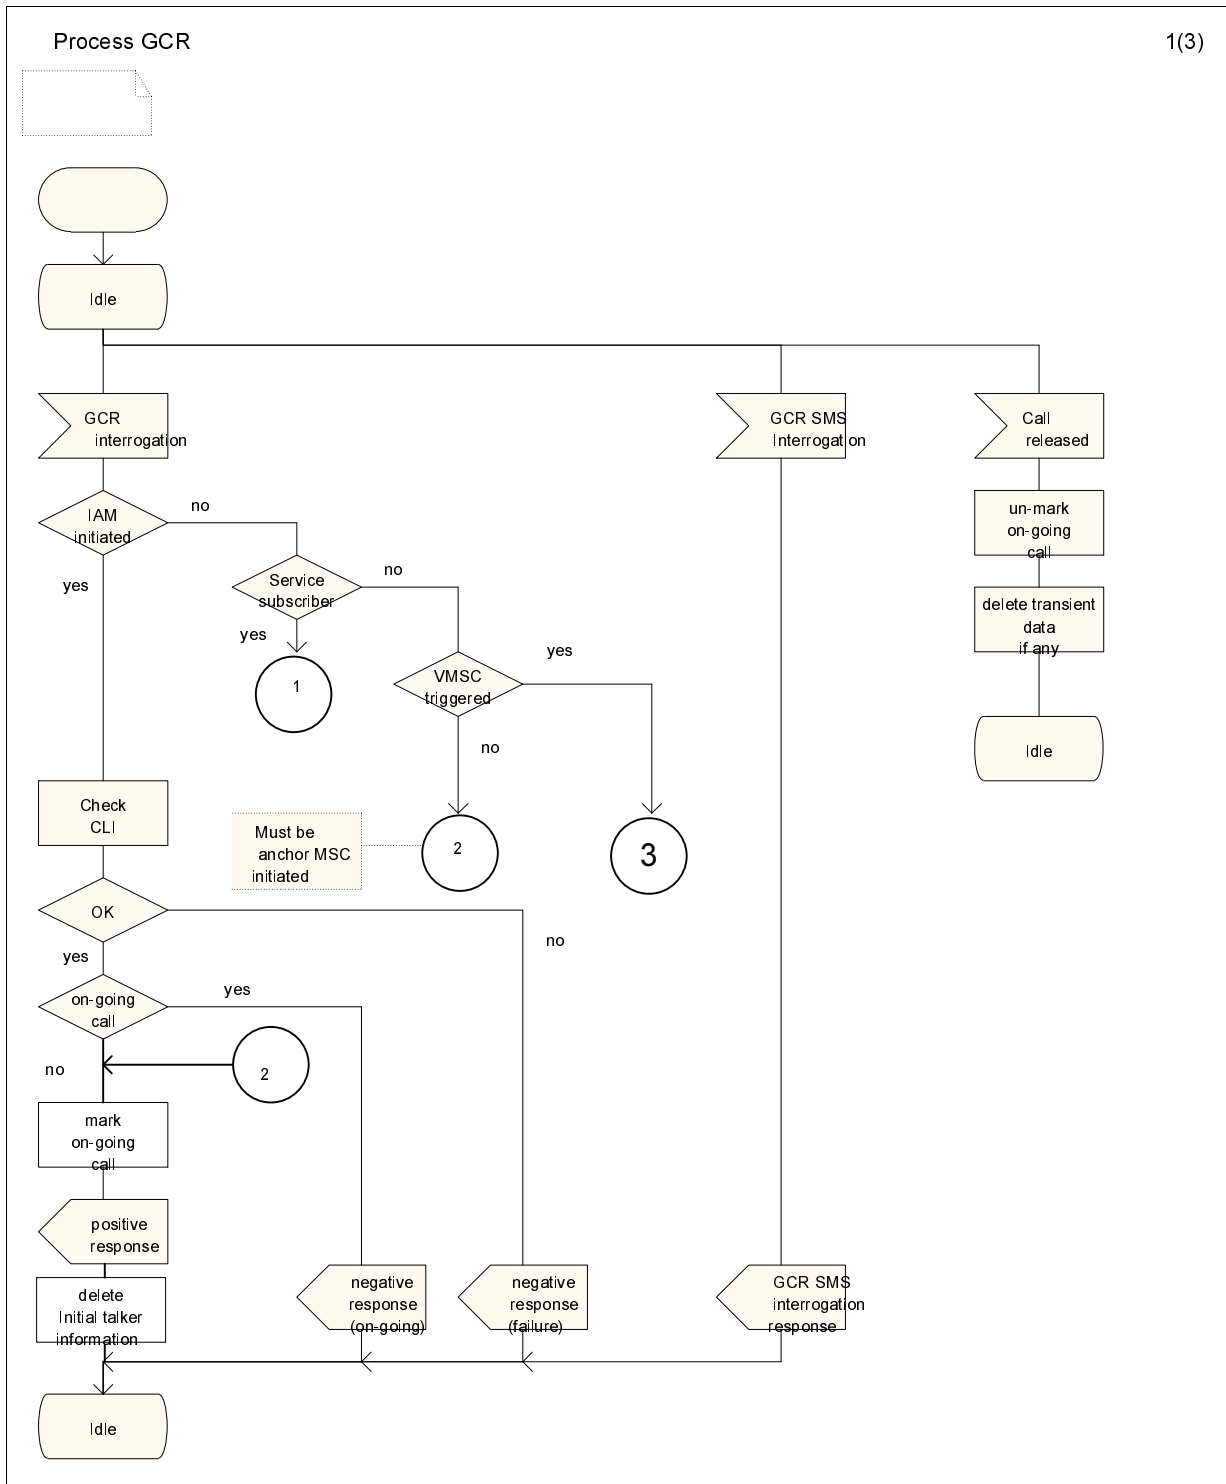 Process GCR
1(3)
Idle
GCR
interrogation
GCR SMS
Interrogation
Call
released
IAM
initiated
no
yes
Service
subscriber
no
yes
1
VMSC
triggered
yes
no
un-mark
on-going
call
delete transient
data
if any
Idle
Check
CLI
Must be
anchor MSC
initiated
2
3
OK
no
yes
on-going
call
yes
no
2
mark
on-going
call
positive
response
delete
Initial talker
information
negative
response
(on-going)
negative
response
(failure)
GCR SMS
interrogation
response
Idle